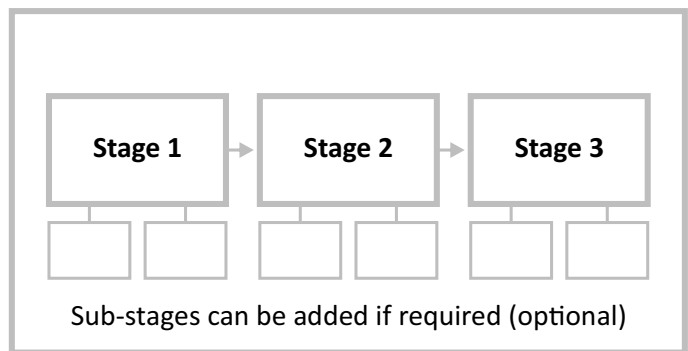 Stage 1
Stage 2
Stage 3
Sub-stages can be added if required (optional)